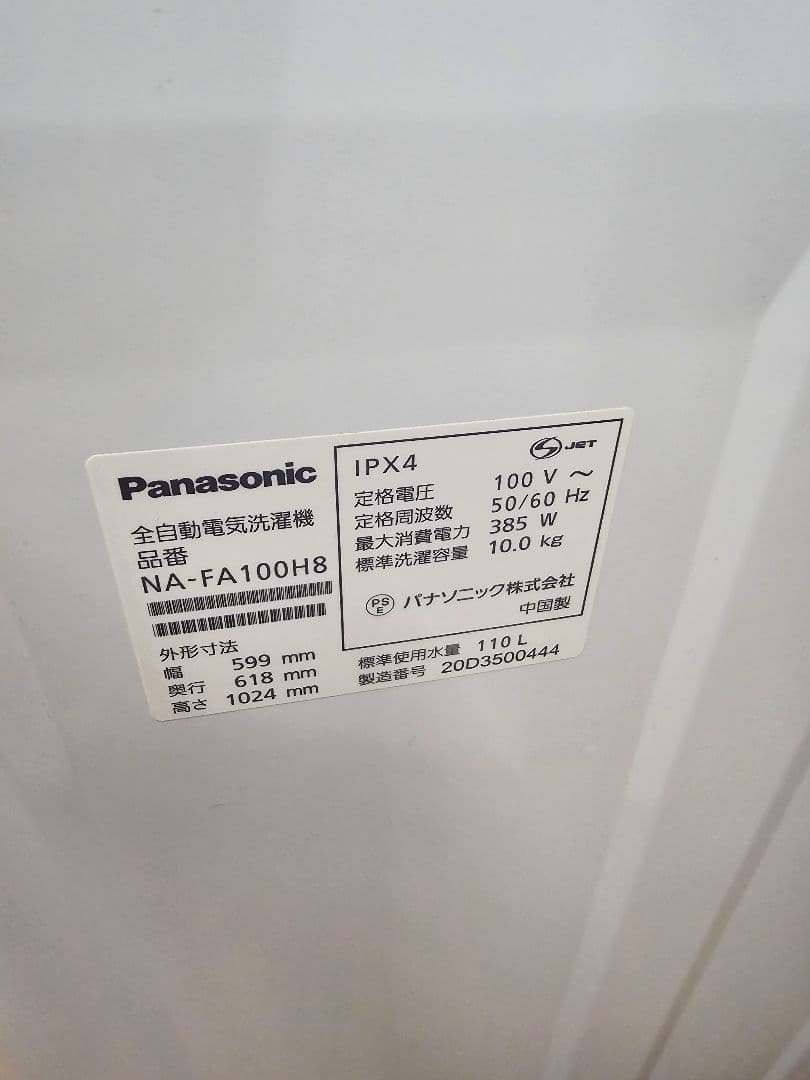 Panasonic
全自動電気洗濯機
品番
NA-FA100H8
外形寸法
幅 599 mm
奥行 618 mm
高さ 1024 mm
IPX4
JET
定格電圧 100 V ～
定格周波数 50/60 Hz
最大消費電力 385 W
標準洗濯容量 10.0 kg
PS
E
パナソニック株式会社
中国製
標準使用水量 110 L
製造番号 20D3500444